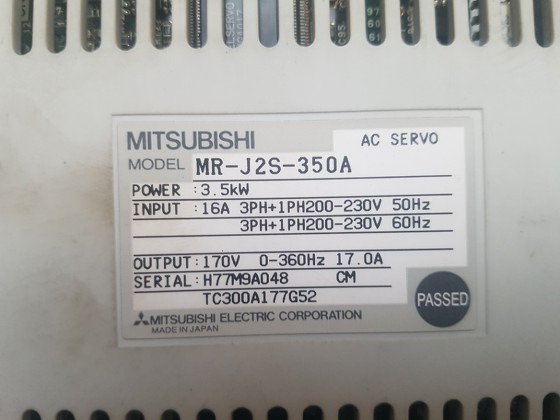 MITSUBISHI
AC SERVO
MODEL MR-J2S-350A
POWER :3.5kW
INPUT :16A 3PH+1PH200-230V 50Hz
3PH+1PH200-230V 60Hz
OUTPUT:170V 0-360Hz 17.0A
SERIAL:H77M9A048 CM
TC300A177G52
PASSED
MITSUBISHI ELECTRIC CORPORATION
MADE IN JAPAN